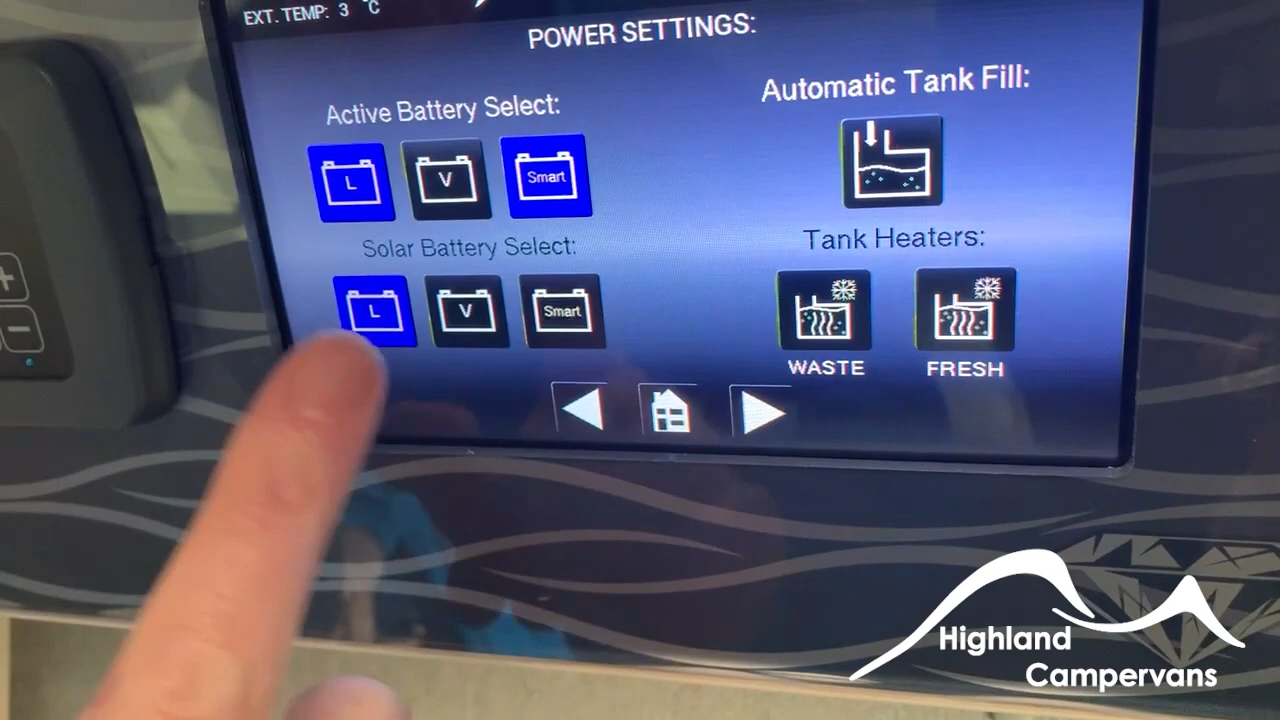 EXT. TEMP: 3 °C
POWER SETTINGS:
Active Battery Select:
L V Smart
Solar Battery Select:
L V Smart
Automatic Tank Fill:
Tank Heaters:
WASTE FRESH
+
-
Highland
Campervans